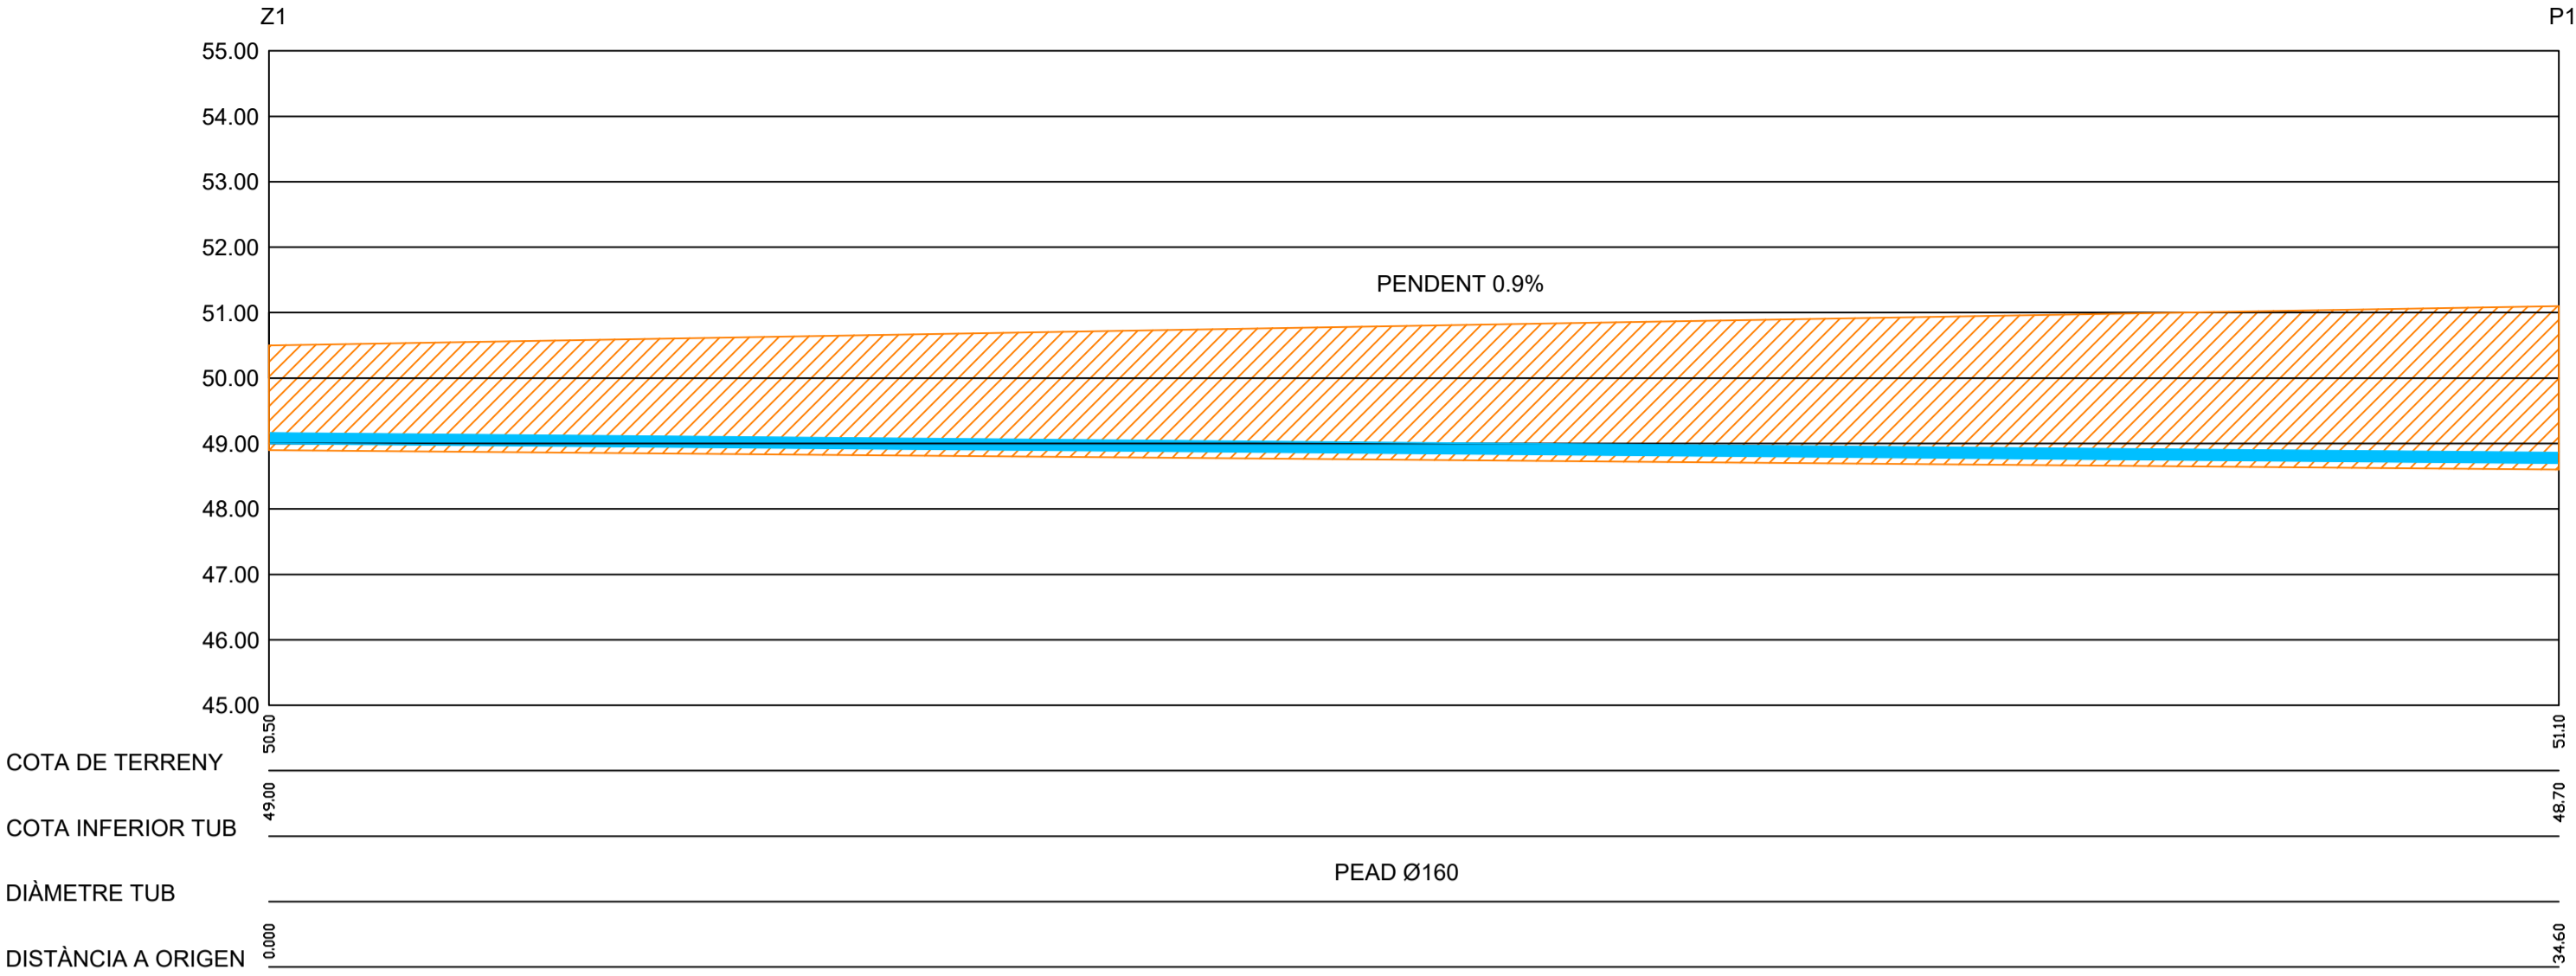 Z1
P1
55.00
54.00
53.00
52.00
PENDENT 0.9%
51.00
50.00
49.00
48.00
47.00
46.00
45.00
COTA DE TERRENY 50.50 51.10
COTA INFERIOR TUB 49.00 48.70
DIÀMETRE TUB PEAD Ø160
DISTÀNCIA A ORIGEN 0.000 34.60